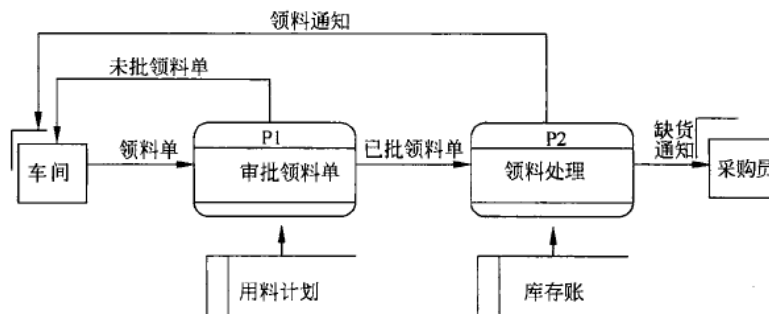 领料通知
未批领料单
P1
P2
缺货
通知
车间
领料单
审批领料单
已批领料单
领料处理
采购员
用料计划
库存账